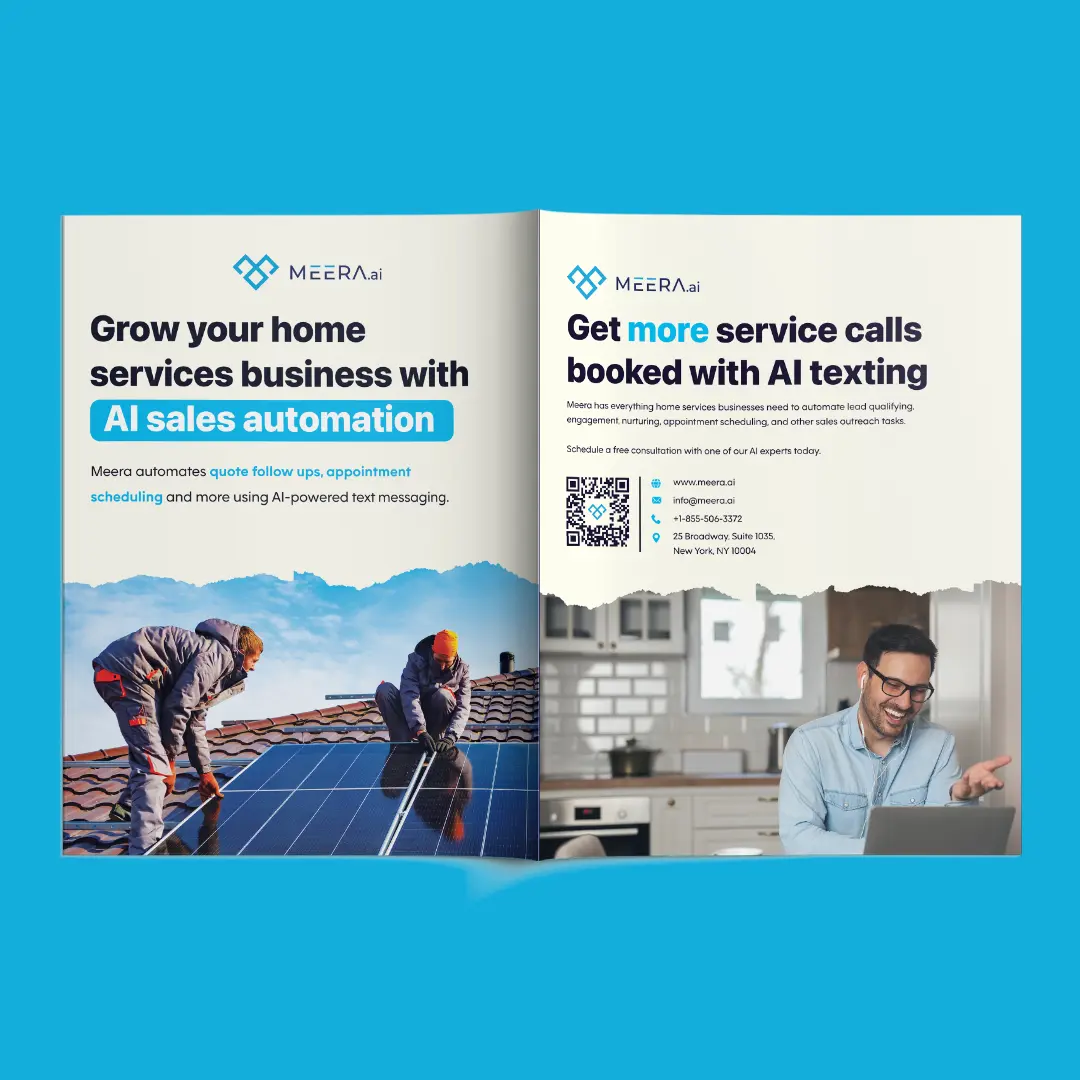 MEERA.ai
Grow your home
services business with
AI sales automation
Meera automates quote follow ups, appointment
scheduling and more using AI-powered text messaging.
MEERA.ai
Get more service calls
booked with AI texting
Meera has everything home services businesses need to automate lead qualifying,
engagement, nurturing, appointment scheduling, and other sales outreach tasks.
Schedule a free consultation with one of our AI experts today.
www.meera.ai
info@meera.ai
+1-855-506-3372
25 Broadway, Suite 1035,
New York, NY 10004